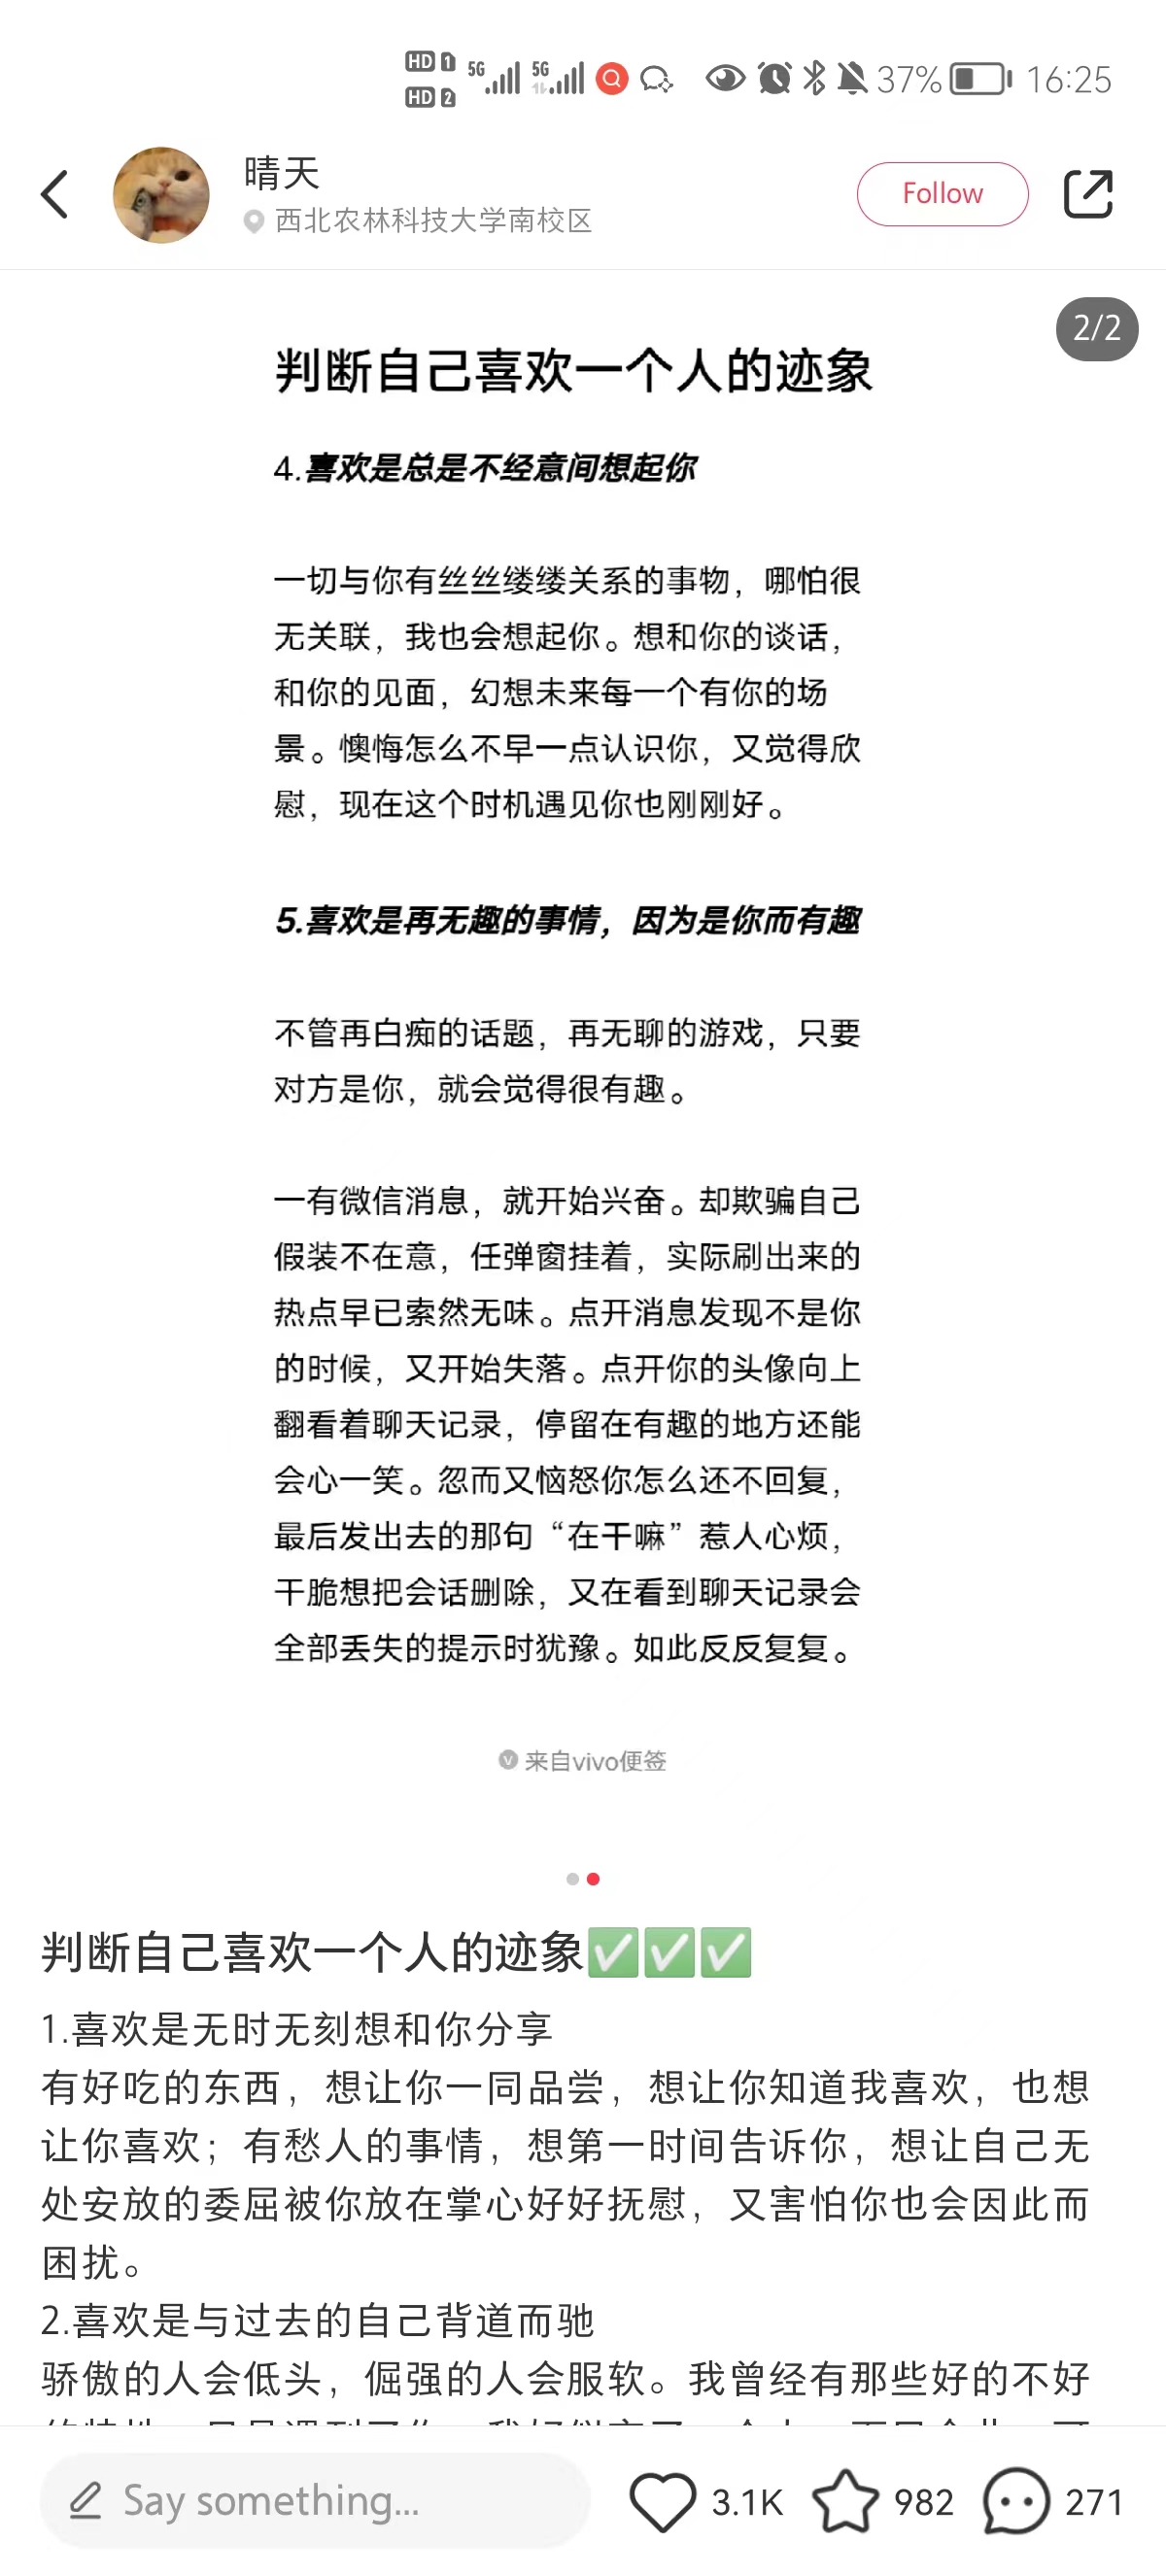 HD 1 5G 5G 37% 16:25
HD 2
晴天
西北农林科技大学南校区
Follow
2/2
判断自己喜欢一个人的迹象
4.喜欢是总是不经意间想起你
一切与你有丝丝缕缕关系的事物，哪怕很
无关联，我也会想起你。想和你的谈话，
和你的见面，幻想未来每一个有你的场
景。懊悔怎么不早一点认识你，又觉得欣
慰，现在这个时机遇见你也刚刚好。
5.喜欢是再无趣的事情，因为是你而有趣
不管再白痴的话题，再无聊的游戏，只要
对方是你，就会觉得很有趣。
一有微信消息，就开始兴奋。却欺骗自己
假装不在意，任弹窗挂着，实际刷出来的
热点早已索然无味。点开消息发现不是你
的时候，又开始失落。点开你的头像向上
翻看着聊天记录，停留在有趣的地方还能
会心一笑。忽而又恼怒你怎么还不回复，
最后发出去的那句“在干嘛”惹人心烦，
干脆想把会话删除，又在看到聊天记录会
全部丢失的提示时犹豫。如此反反复复。
来自vivo便签
判断自己喜欢一个人的迹象✅✅✅
1.喜欢是无时无刻想和你分享
有好吃的东西，想让你一同品尝，想让你知道我喜欢，也想
让你喜欢；有愁人的事情，想第一时间告诉你，想让自己无
处安放的委屈被你放在掌心好好抚慰，又害怕你也会因此而
困扰。
2.喜欢是与过去的自己背道而驰
骄傲的人会低头，倔强的人会服软。我曾经有那些好的不好
Say something...
3.1K
982
271